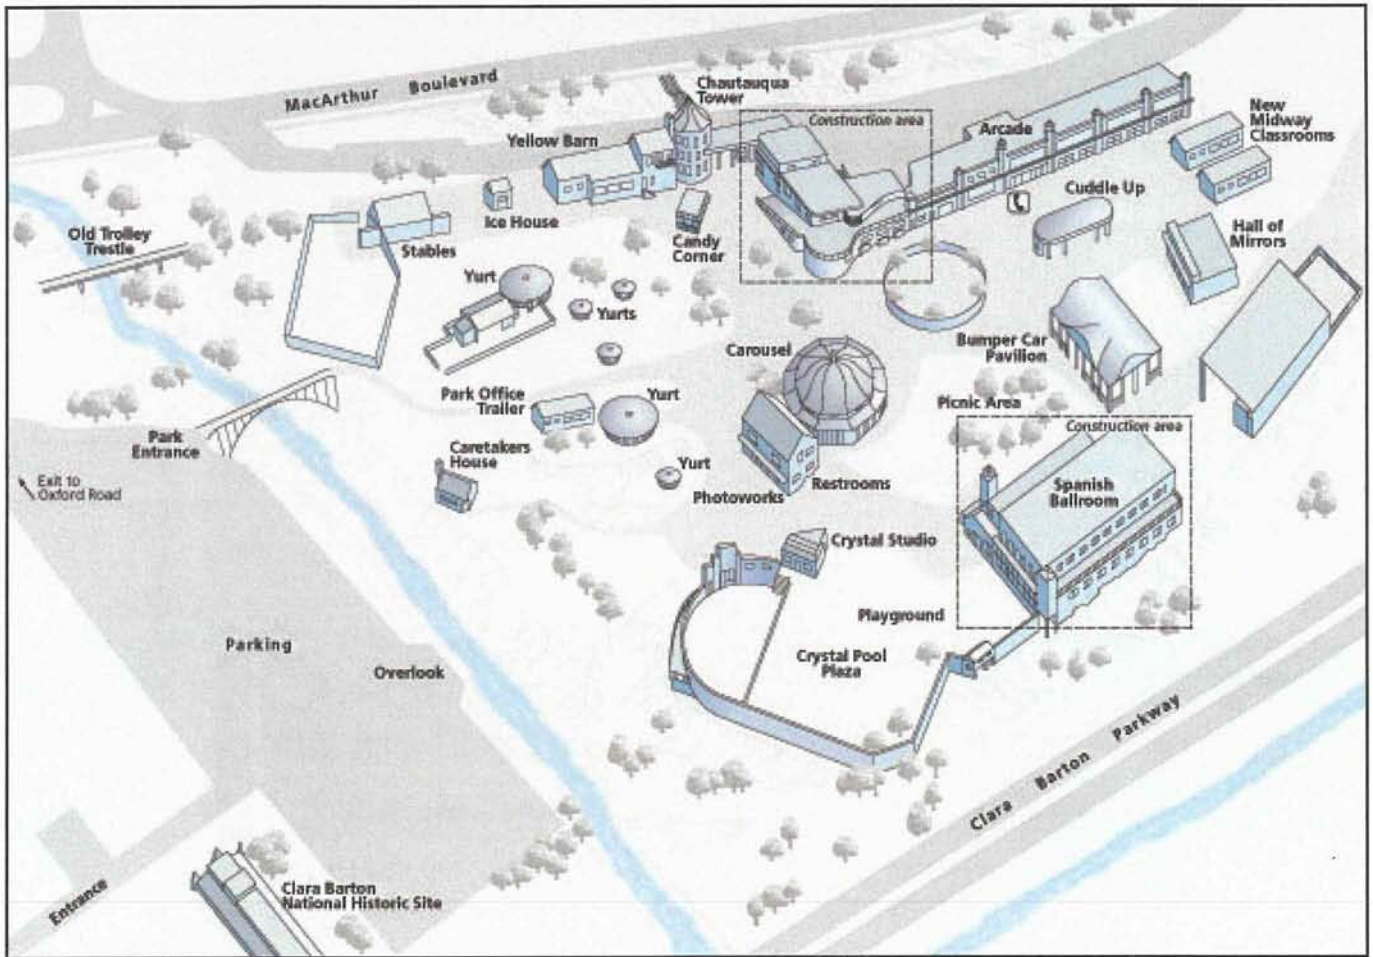 MacArthur Boulevard
Chautauqua
Tower
Construction area
Arcade
New
Midway
Classrooms
Yellow Barn
Cuddle Up
Ice House
Candy
Corner
Hall of
Mirrors
Old Trolley
Trestle
Stables
Yurt
Yurts
Carousel
Bumper Car
Pavilion
Park Office
Trailer
Yurt
Picnic Area
Construction area
Park
Entrance
Caretakers
House
Yurt
Photoworks
Restrooms
Spanish
Ballroom
Exit to
Oxford Road
Crystal Studio
Playground
Parking
Overlook
Crystal Pool
Plaza
Clara Barton Parkway
Entrance
Clara Barton
National Historic Site